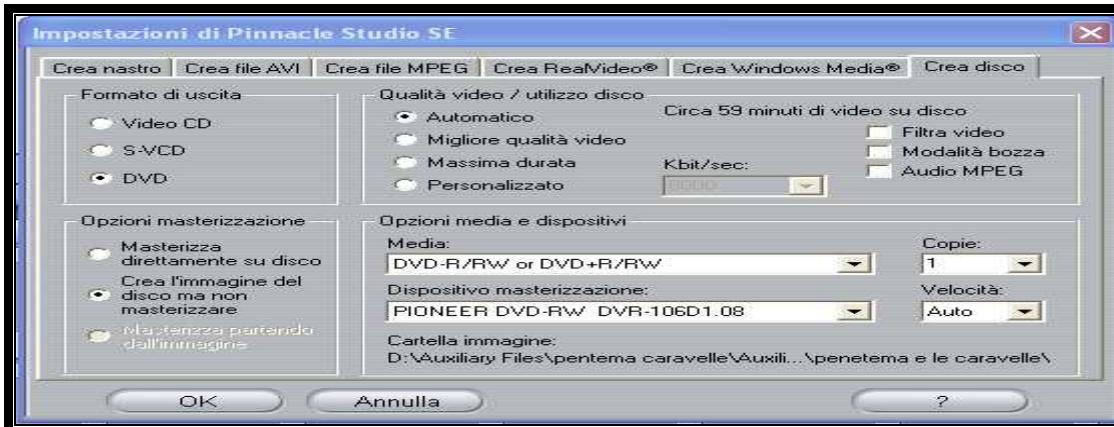 Impostazioni di Pinnacle Studio SE
Crea nastro Crea file AVI Crea file MPEG Crea RealVideo® Crea Windows Media® Crea disco
Formato di uscita
Video CD
S-VCD
DVD
Qualità video / utilizzo disco
Automatico
Migliore qualità video
Massima durata
Personalizzato
Circa 59 minuti di video su disco
Kbit/sec:
Filtra video
Modalità bozza
Audio MPEG
Opzioni masterizzazione
Masterizza
direttamente su disco
Crea l'immagine del
disco ma non
masterizzare
Masterizza partendo
dall'immagine
Opzioni media e dispositivi
Media:
DVD-R/RW or DVD+R/RW
Copie:
1
Dispositivo masterizzazione:
PIONEER DVD-RW DVR-106D1.08
Velocità:
Auto
Cartella immagine:
D:\Auxiliary Files\pentema caravelle\Auxili...\penetema e le caravelle\
OK Annulla ?